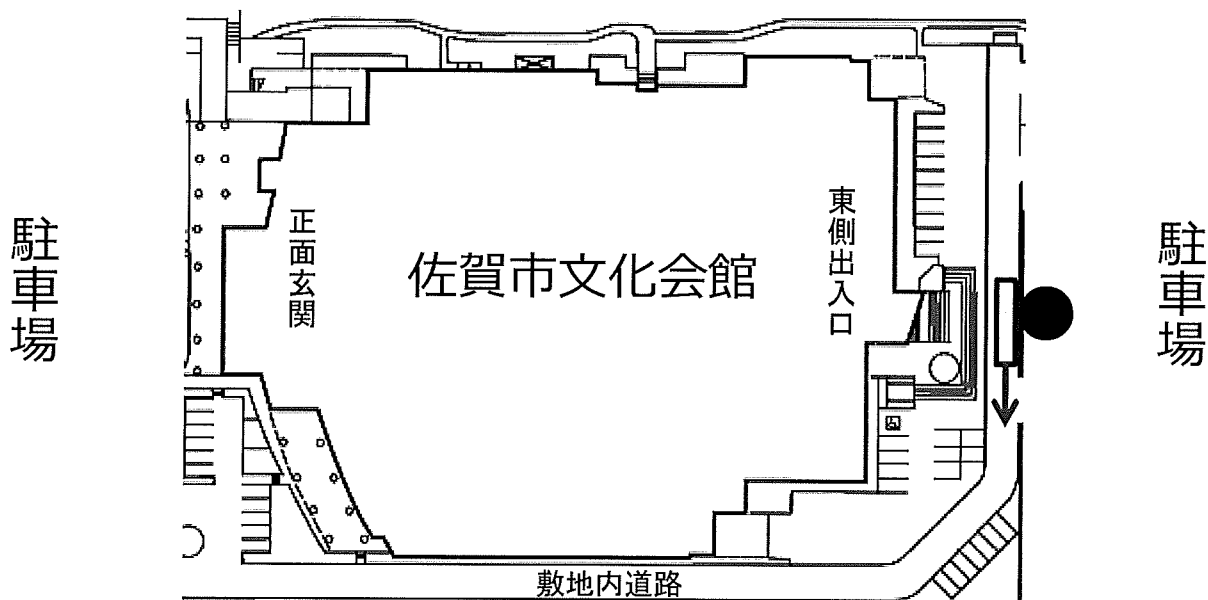 駐車場
正面玄関
佐賀市文化会館
東側出入口
駐車場
敷地内道路